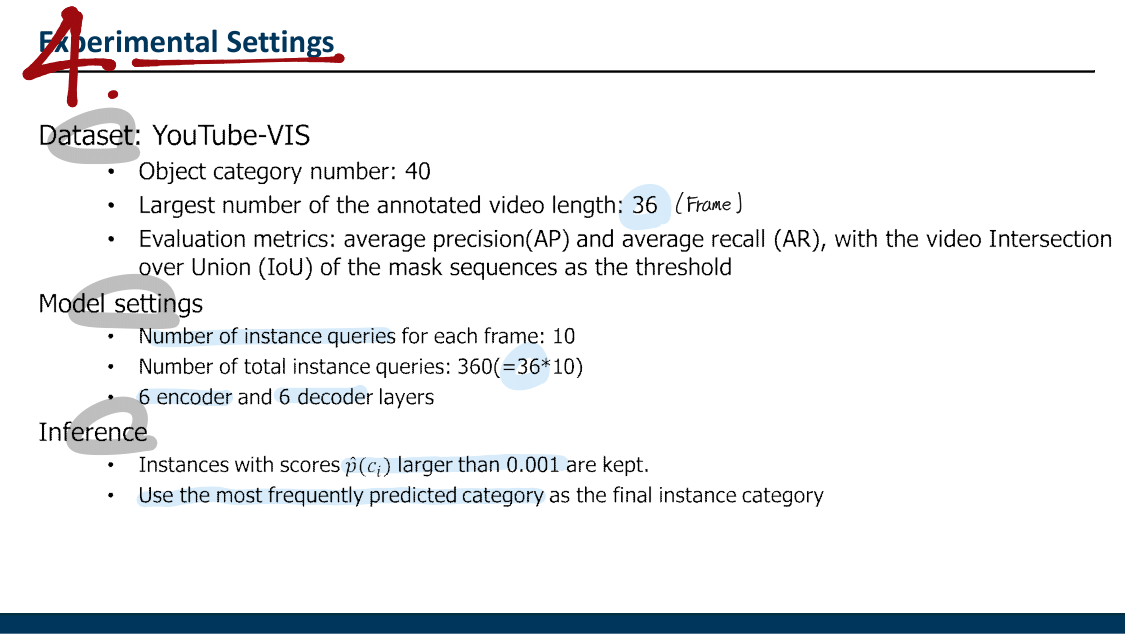 4.
Experimental Settings
Dataset: YouTube-VIS
• Object category number: 40
• Largest number of the annotated video length: 36 (Frame)
• Evaluation metrics: average precision(AP) and average recall (AR), with the video Intersection
over Union (IoU) of the mask sequences as the threshold
Model settings
• Number of instance queries for each frame: 10
• Number of total instance queries: 360(=36*10)
• 6 encoder and 6 decoder layers
Inference
• Instances with scores p̂(cᵢ) larger than 0.001 are kept.
• Use the most frequently predicted category as the final instance category